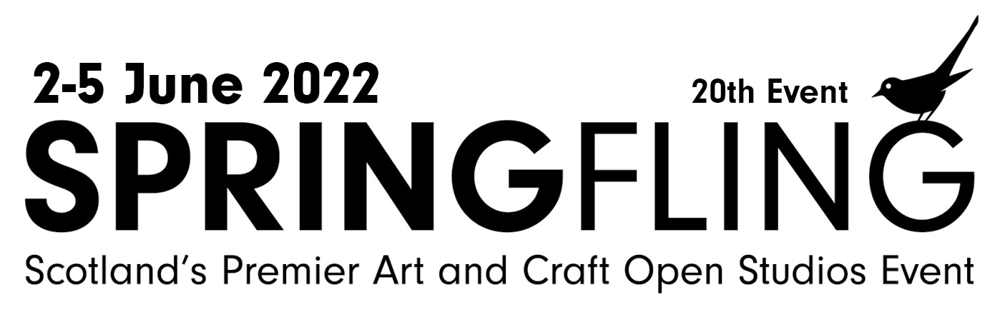 2-5 June 2022
20th Event
SPRINGFLING
Scotland's Premier Art and Craft Open Studios Event